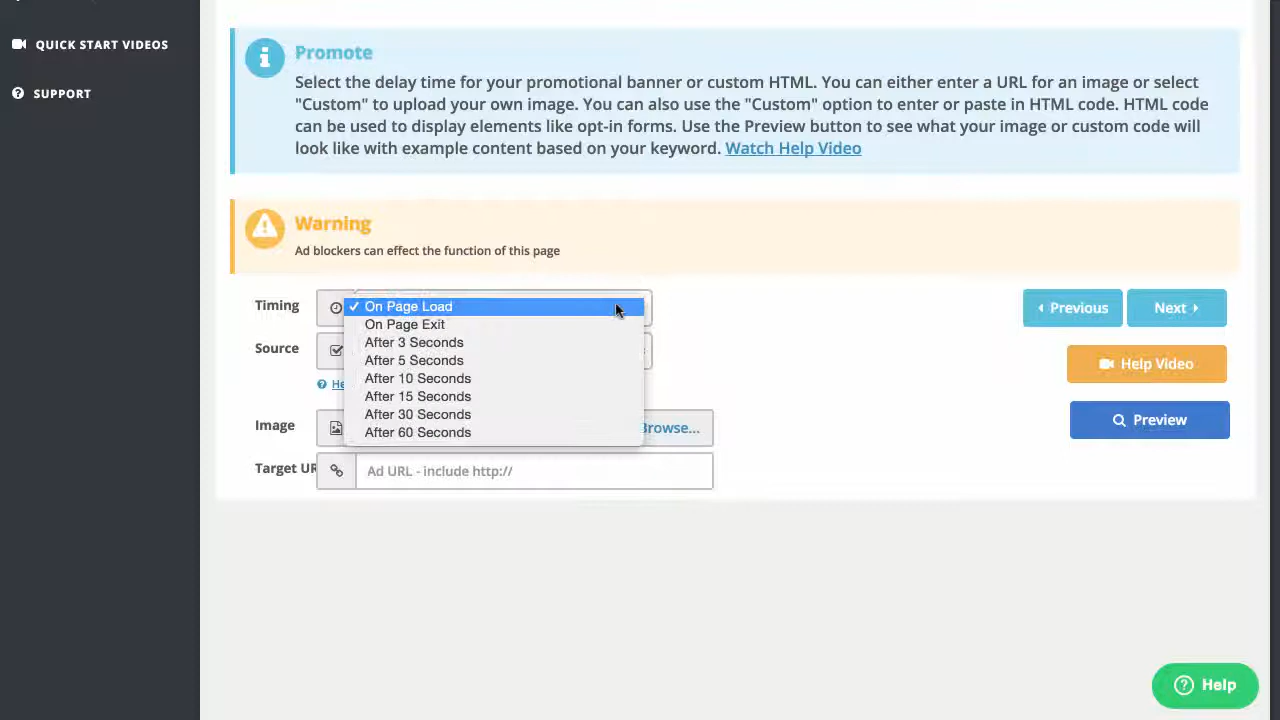 QUICK START VIDEOS
SUPPORT
Promote
Select the delay time for your promotional banner or custom HTML. You can either enter a URL for an image or select
"Custom" to upload your own image. You can also use the "Custom" option to enter or paste in HTML code. HTML code
can be used to display elements like opt-in forms. Use the Preview button to see what your image or custom code will
look like with example content based on your keyword. Watch Help Video
Warning
Ad blockers can effect the function of this page
Timing
On Page Load
On Page Exit
After 3 Seconds
After 5 Seconds
After 10 Seconds
After 15 Seconds
After 30 Seconds
After 60 Seconds
Previous
Next
Source
Help Video
Image
Browse...
Preview
Target UR
Ad URL - include http://
Help